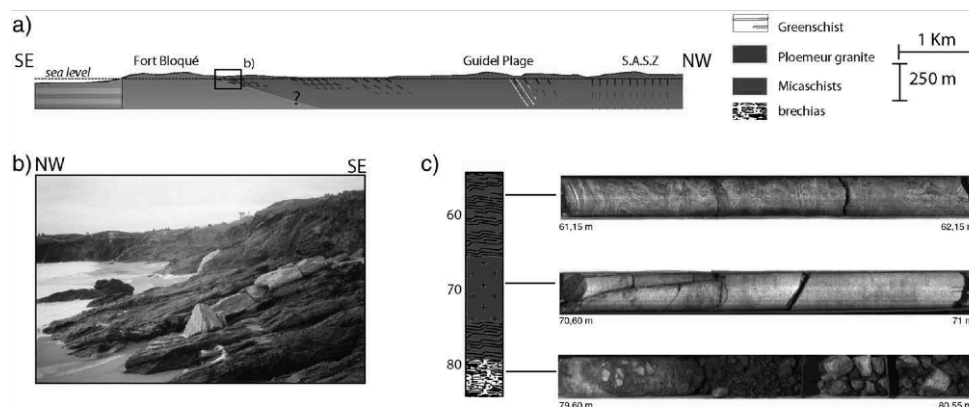 a)
SE
Fort Bloqué
Guidel Plage
S.A.S.Z
NW
sea level
b)
?
Greenschist
Ploemeur granite
Micaschists
brechias
1 Km
250 m
b)
NW
SE
c)
60
70
80
61,15 m
62,15 m
70,60 m
71 m
79,60 m
80,55 m